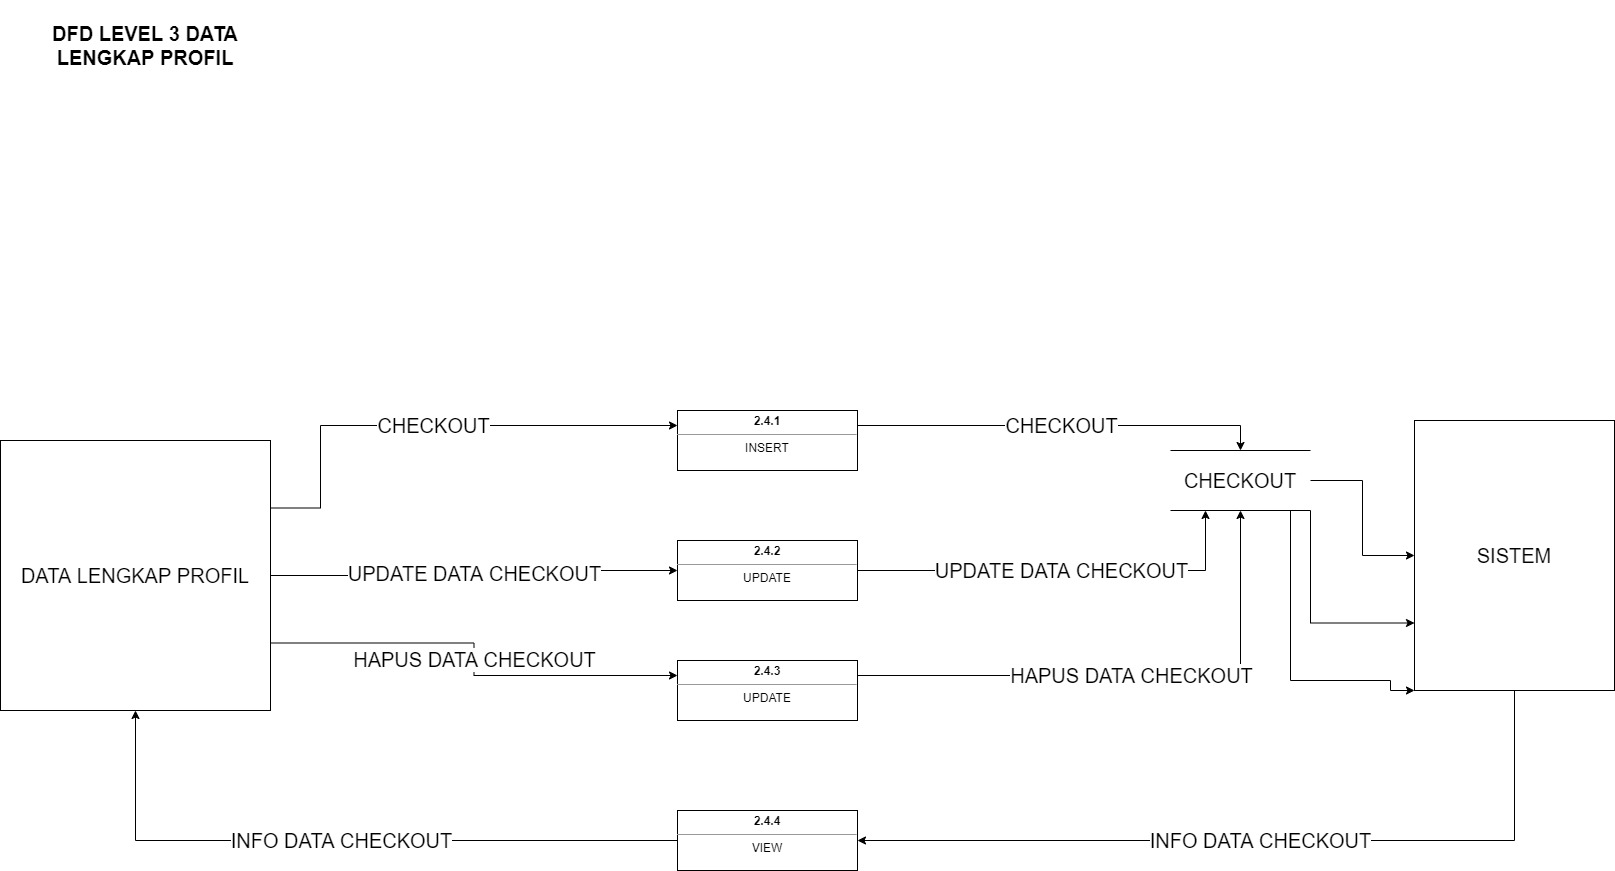 DFD LEVEL 3 DATA
LENGKAP PROFIL
CHECKOUT
2.4.1
INSERT
CHECKOUT
CHECKOUT
DATA LENGKAP PROFIL
UPDATE DATA CHECKOUT
2.4.2
UPDATE
UPDATE DATA CHECKOUT
SISTEM
HAPUS DATA CHECKOUT
2.4.3
UPDATE
HAPUS DATA CHECKOUT
INFO DATA CHECKOUT
2.4.4
VIEW
INFO DATA CHECKOUT